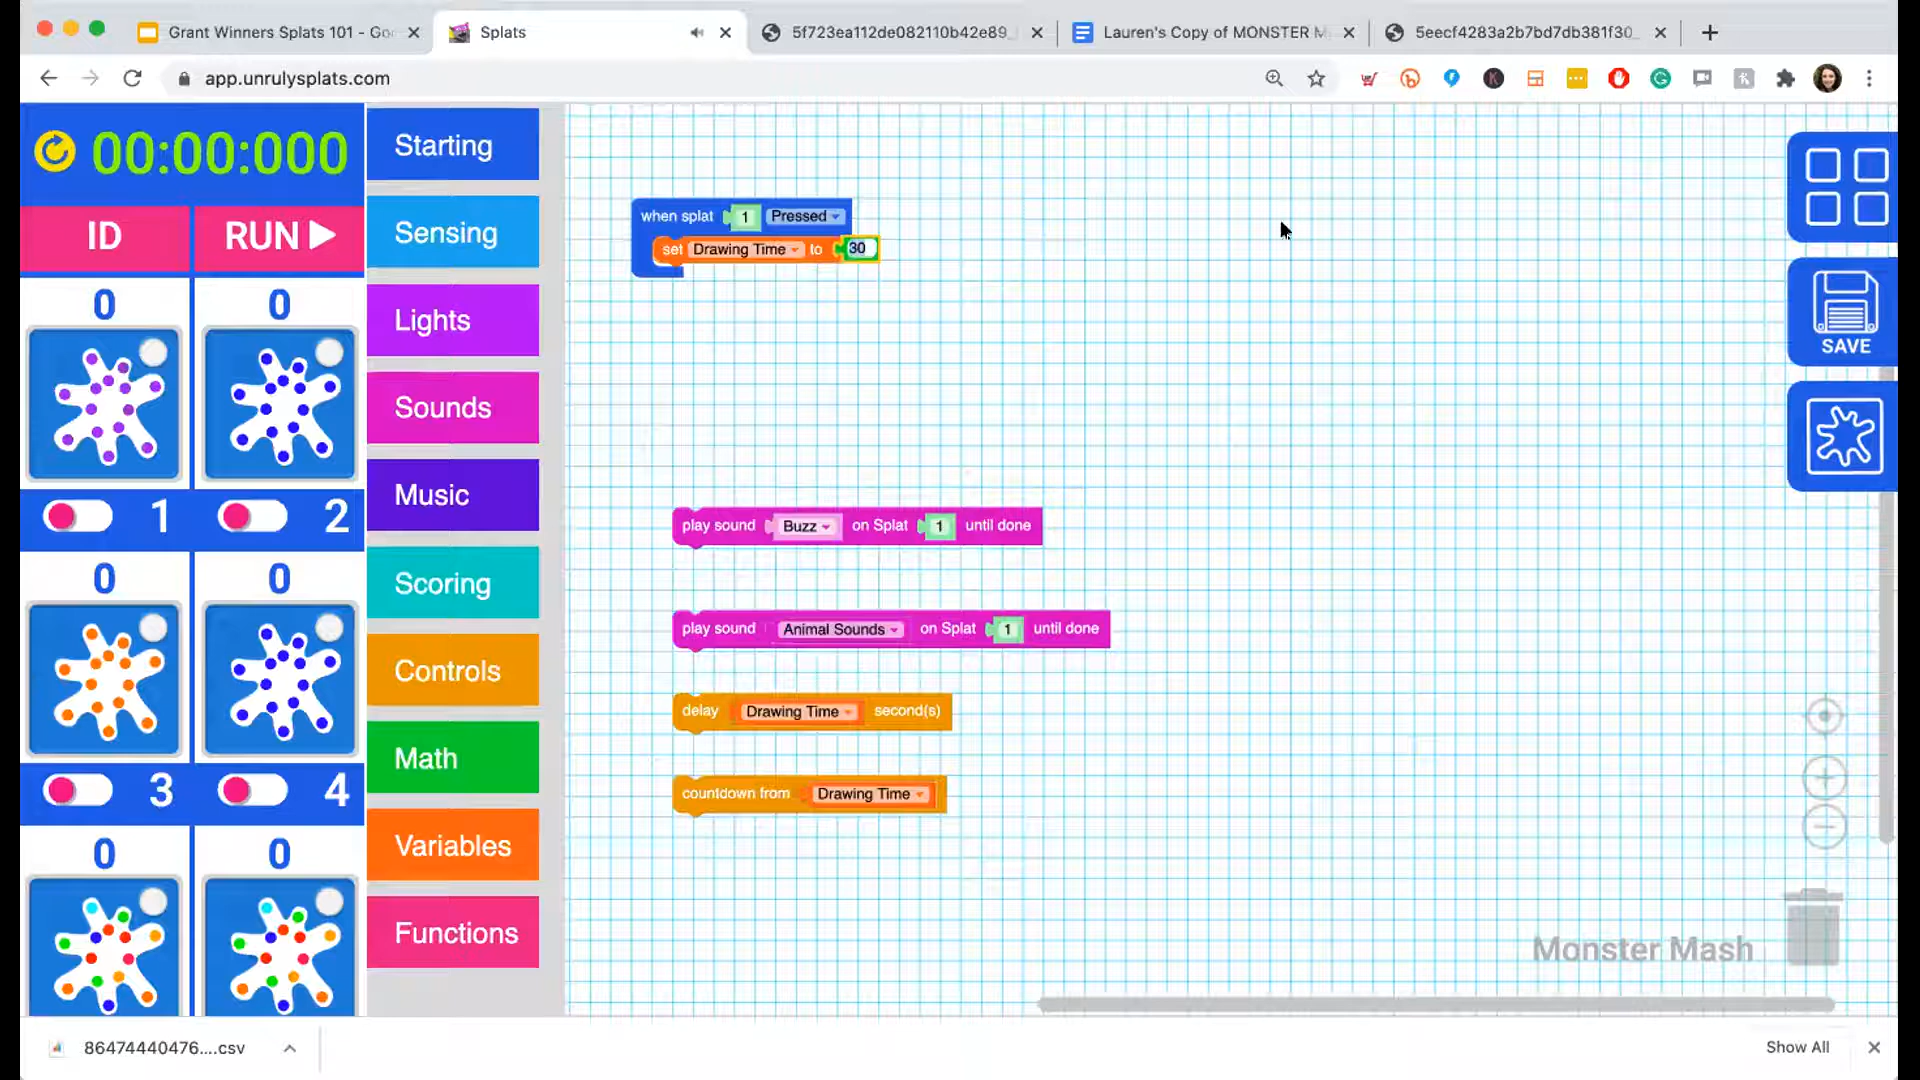 Grant Winners Splats 101 - Go
Splats
5f723ea112de082110b42e89_
Lauren's Copy of MONSTER M
5eecf4283a2b7bd7db381f30_
app.unrulysplats.com
00:00:000
ID
RUN
0
0
1
2
0
0
3
4
0
0
Starting
Sensing
Lights
Sounds
Music
Scoring
Controls
Math
Variables
Functions
when splat 1 Pressed
set Drawing Time to 30
play sound Buzz on Splat 1 until done
play sound Animal Sounds on Splat 1 until done
delay Drawing Time second(s)
countdown from Drawing Time
SAVE
Monster Mash
86474440476....csv
Show All